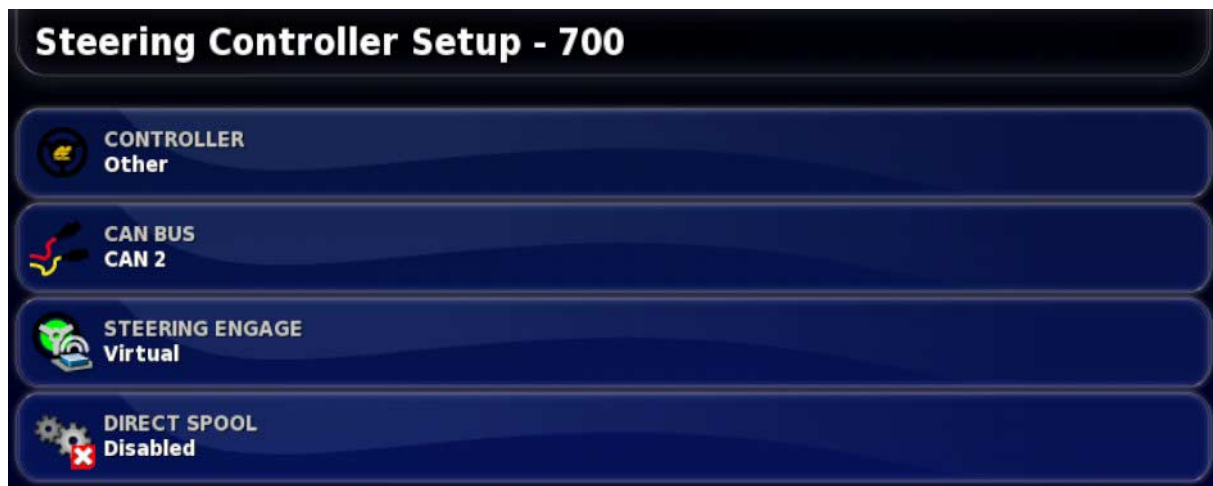 Steering Controller Setup - 700
CONTROLLER
Other
CAN BUS
CAN 2
STEERING ENGAGE
Virtual
DIRECT SPOOL
Disabled